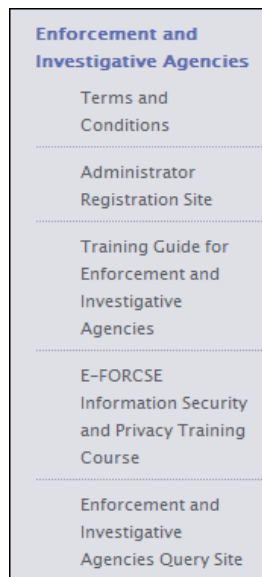 Enforcement and
Investigative Agencies
Terms and
Conditions
Administrator
Registration Site
Training Guide for
Enforcement and
Investigative
Agencies
E-FORCSE
Information Security
and Privacy Training
Course
Enforcement and
Investigative
Agencies Query Site